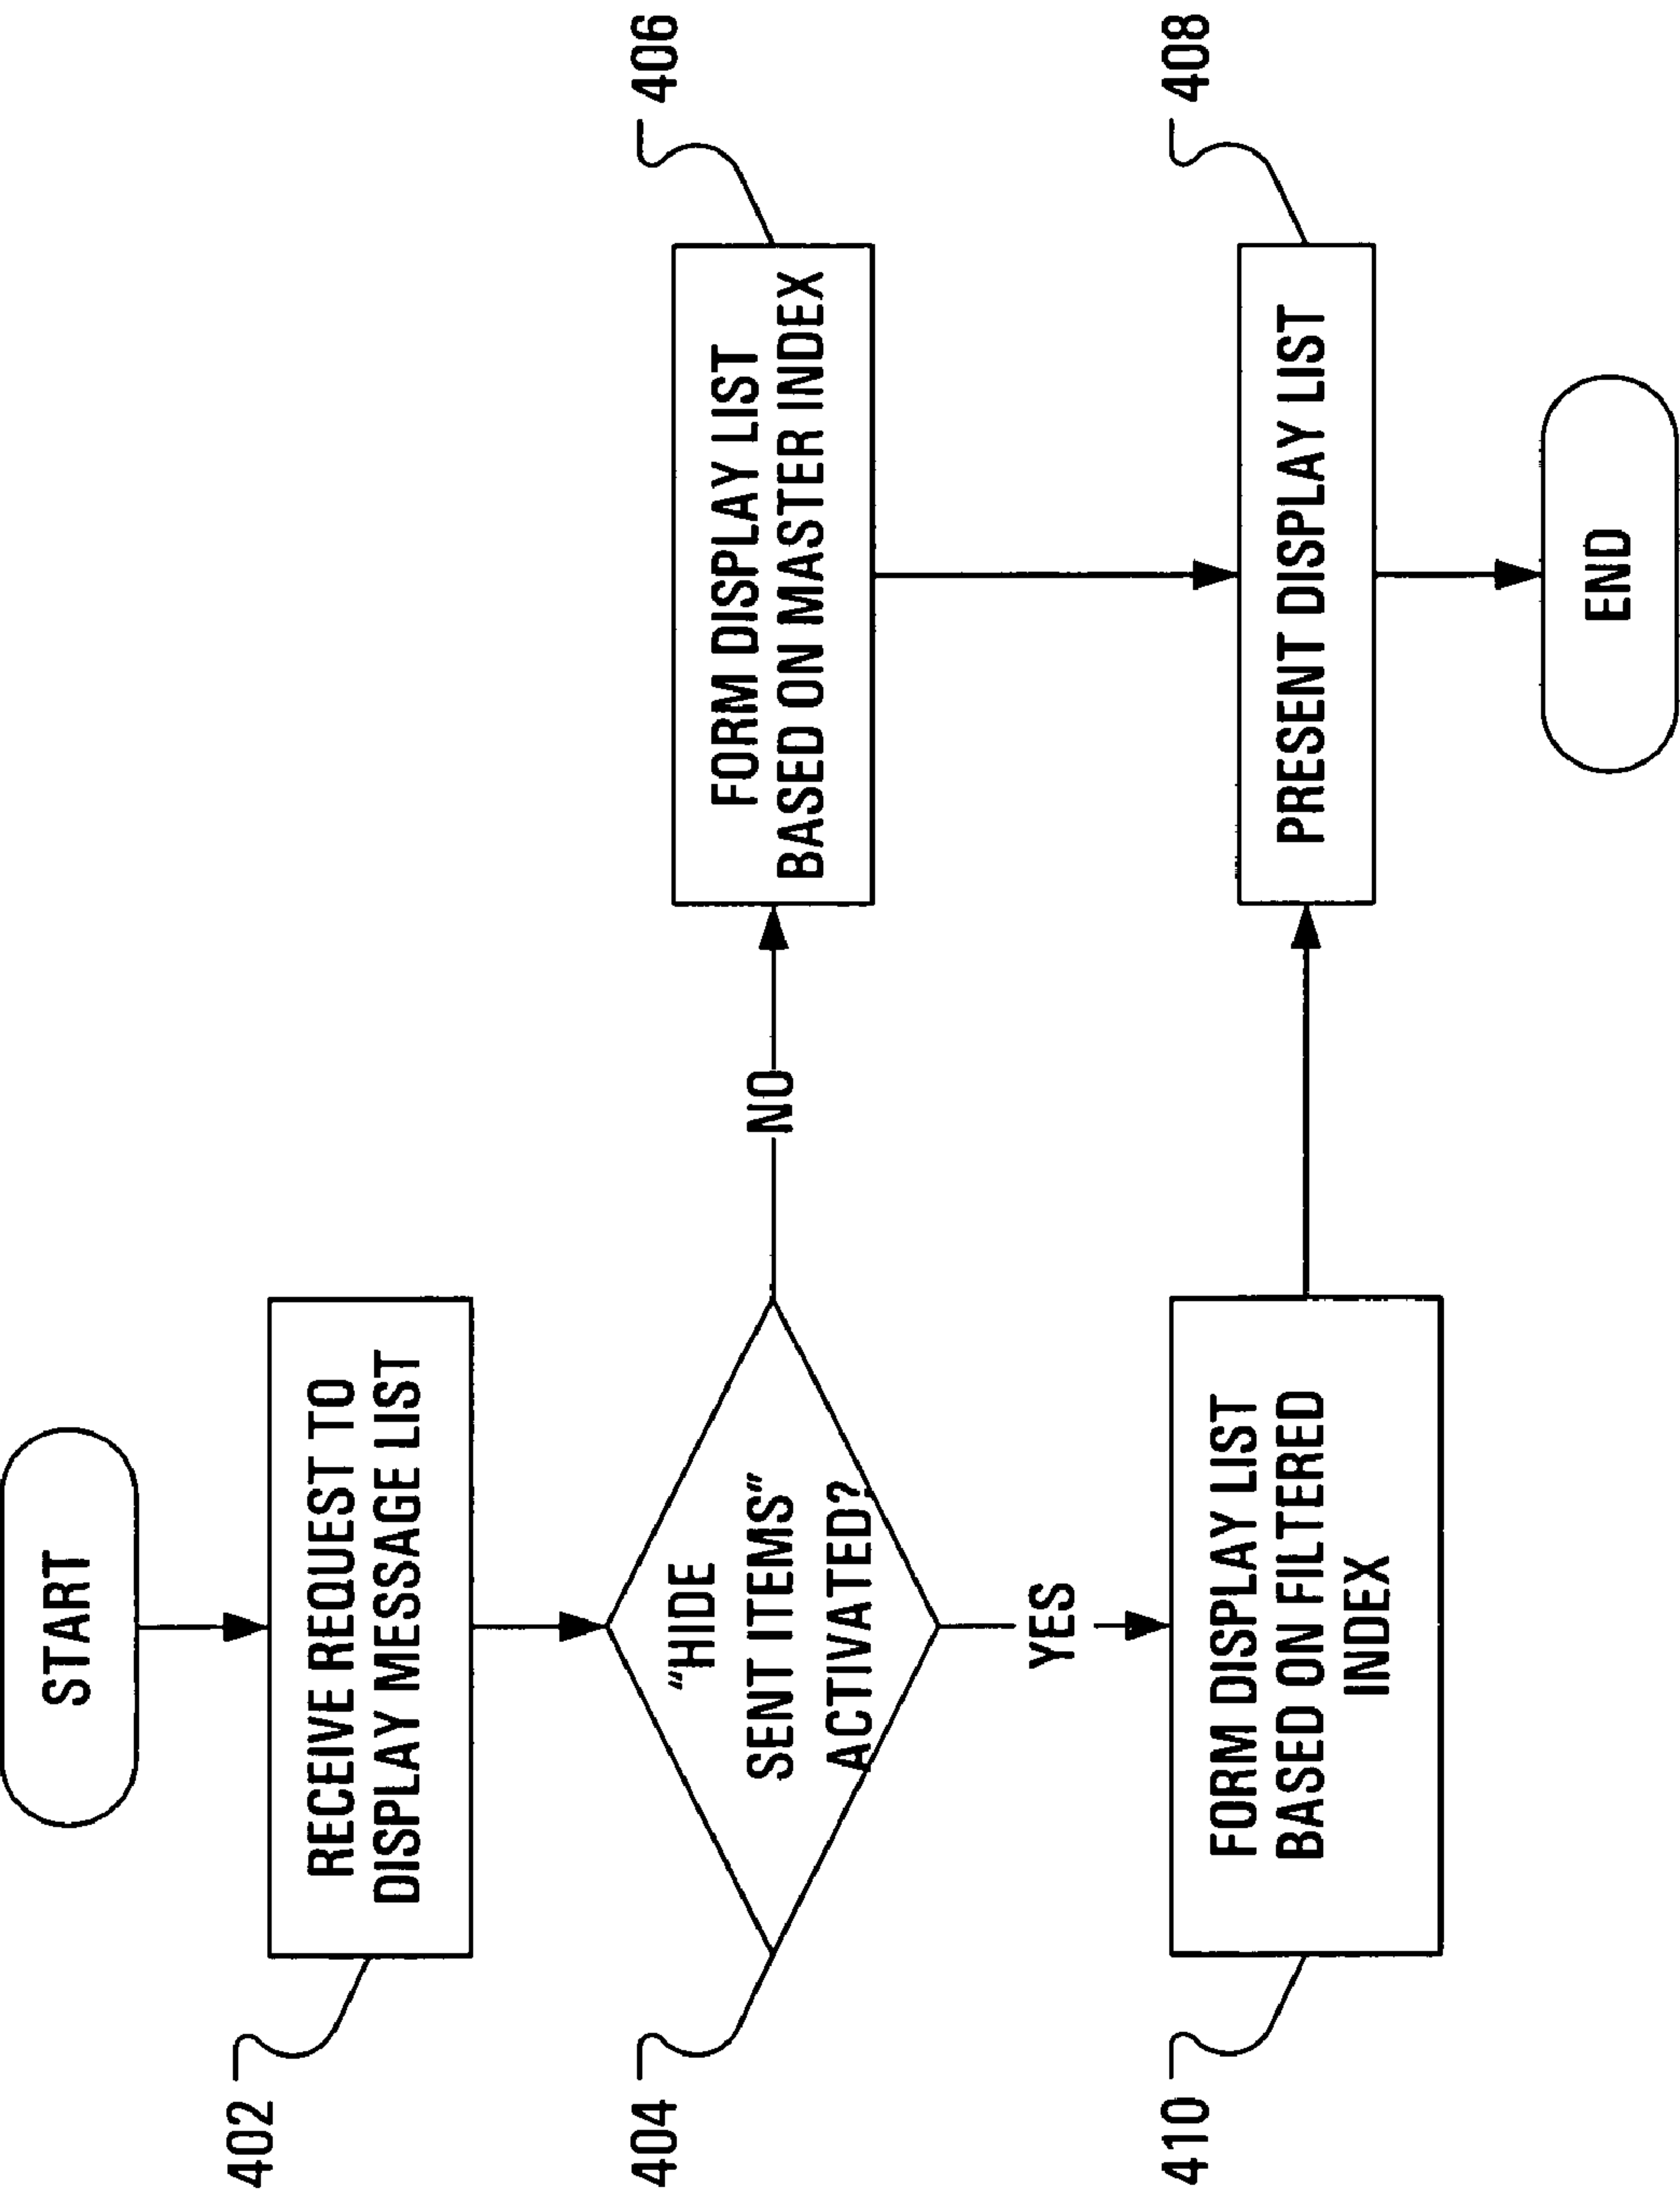 START
402
RECEIVE REQUEST TO
DISPLAY MESSAGE LIST
404
"HIDE
SENT ITEMS"
ACTIVATED?
NO
FORM DISPLAY LIST
BASED ON MASTER INDEX
406
YES
410
FORM DISPLAY LIST
BASED ON FILTERED
INDEX
PRESENT DISPLAY LIST
408
END